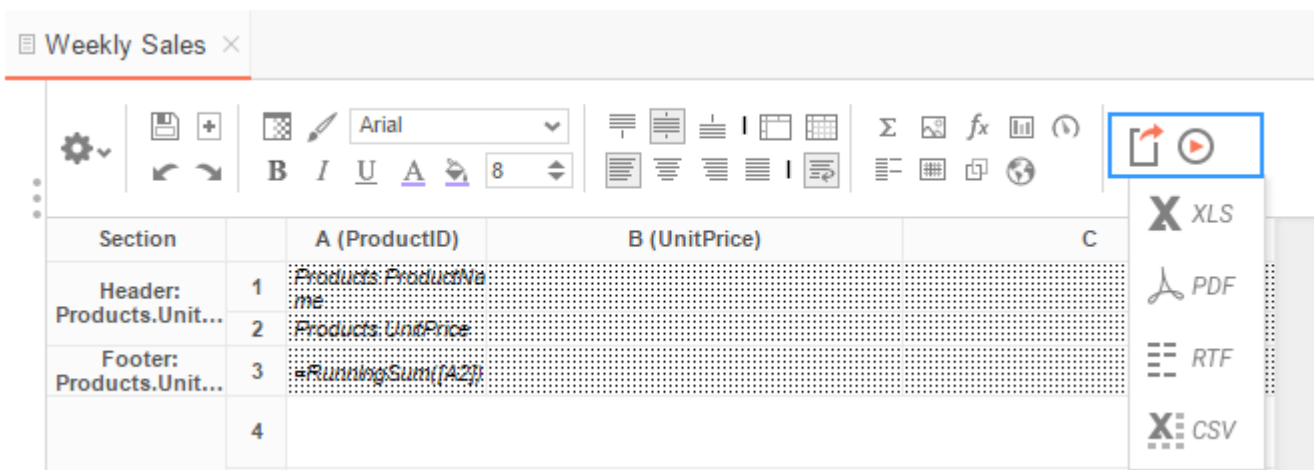 Weekly Sales
Arial
B I U A 8
Σ fx
XLS
Section A (ProductID) B (UnitPrice) C
Header:
Products.Unit...
1
Products.ProductNa
me
PDF
2 Products.UnitPrice
Footer:
Products.Unit...
3 =RunningSum([A2])
RTF
4
CSV